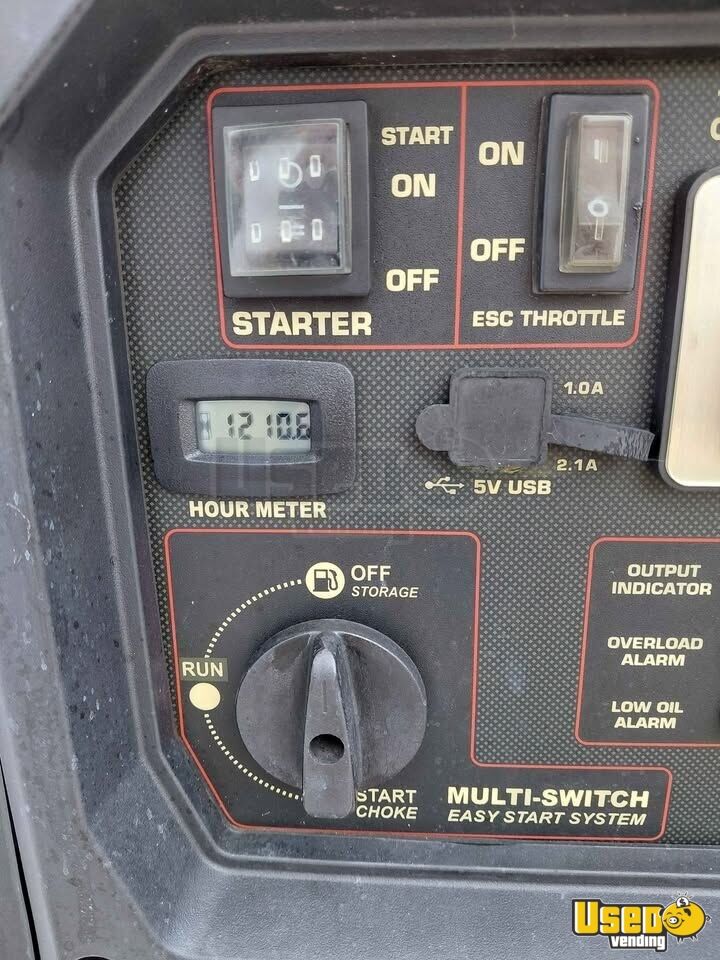 START
ON
OFF
STARTER
ON
OFF
ESC THROTTLE
1210.6
HOUR METER
1.0A
2.1A
5V USB
OFF
STORAGE
RUN
START
CHOKE
MULTI-SWITCH
EASY START SYSTEM
OUTPUT
INDICATOR
OVERLOAD
ALARM
LOW OIL
ALARM
Used
vending